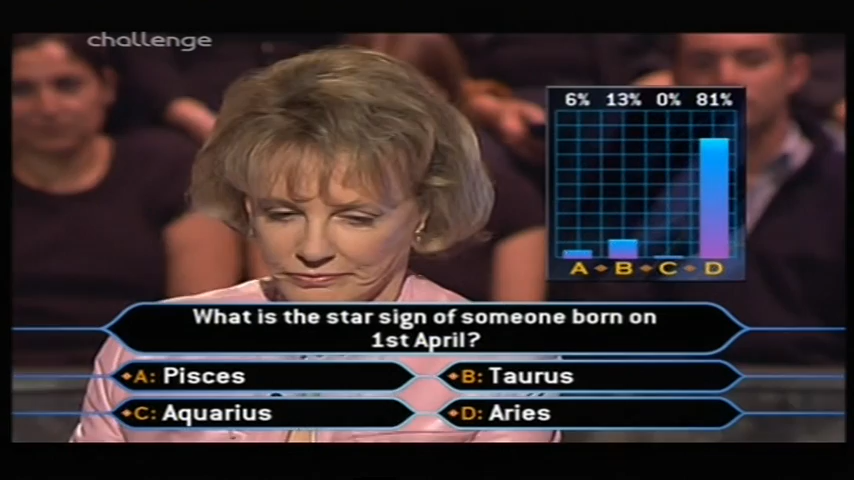 challenge
6% 13% 0% 81%
A B C D
What is the star sign of someone born on
1st April?
A: Pisces
B: Taurus
C: Aquarius
D: Aries